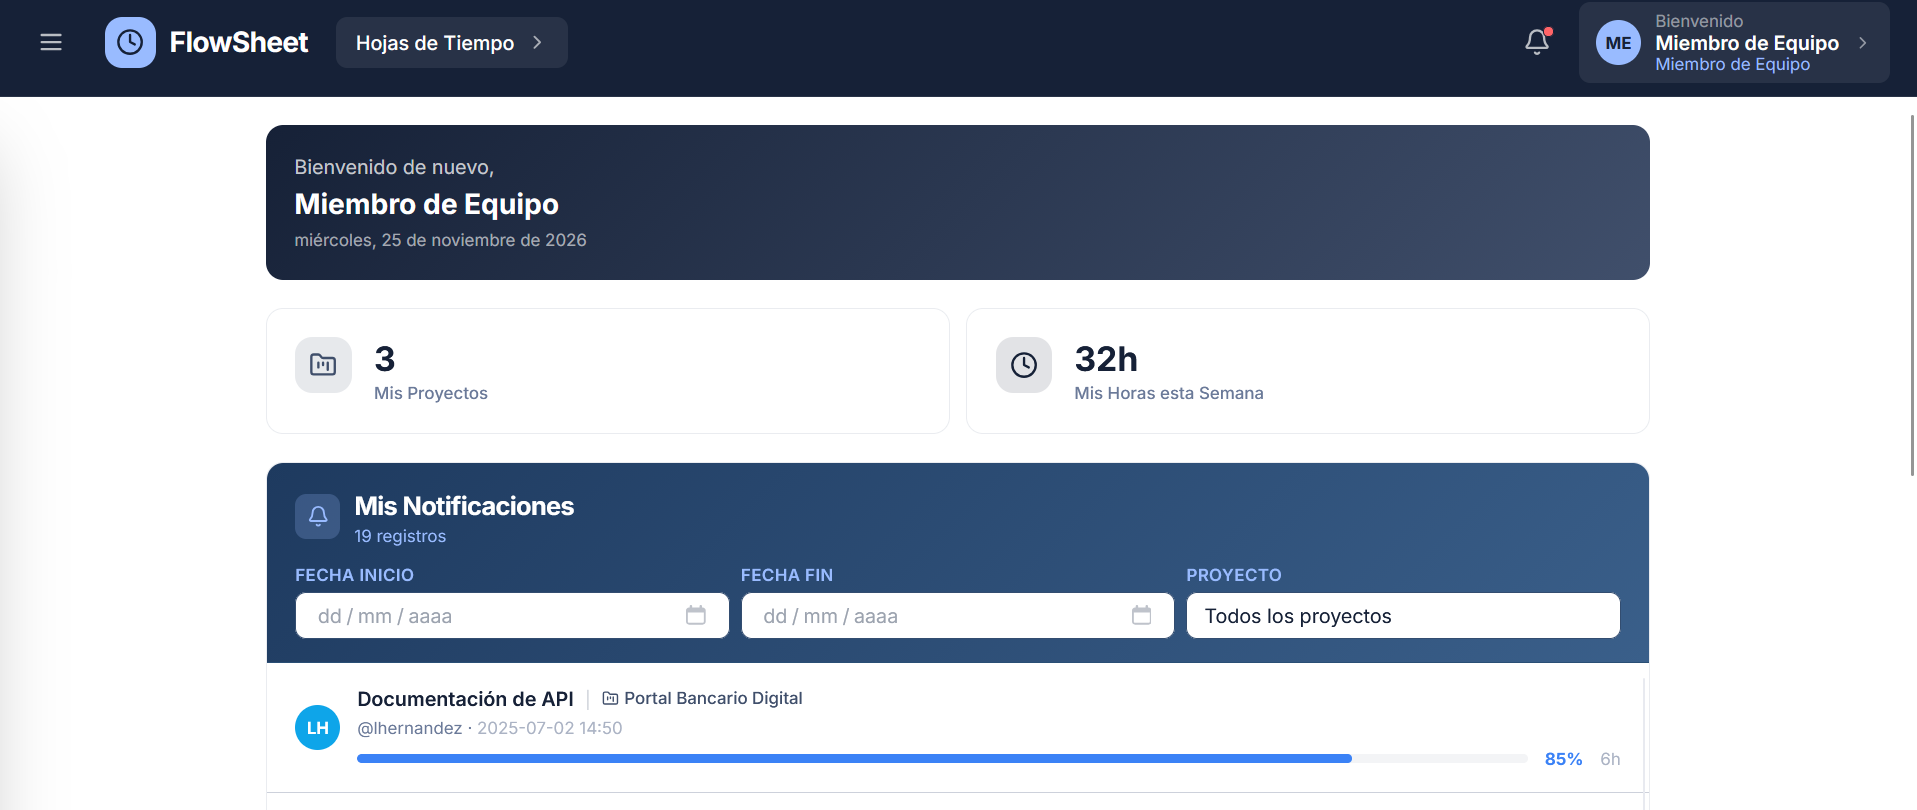 FlowSheet
Hojas de Tiempo
ME
Bienvenido
Miembro de Equipo
Miembro de Equipo
Bienvenido de nuevo,
Miembro de Equipo
miércoles, 25 de noviembre de 2026
3
Mis Proyectos
32h
Mis Horas esta Semana
Mis Notificaciones
19 registros
FECHA INICIO
dd / mm / aaaa
FECHA FIN
dd / mm / aaaa
PROYECTO
Todos los proyectos
LH
Documentación de API
Portal Bancario Digital
@lhernandez · 2025-07-02 14:50
85% 6h